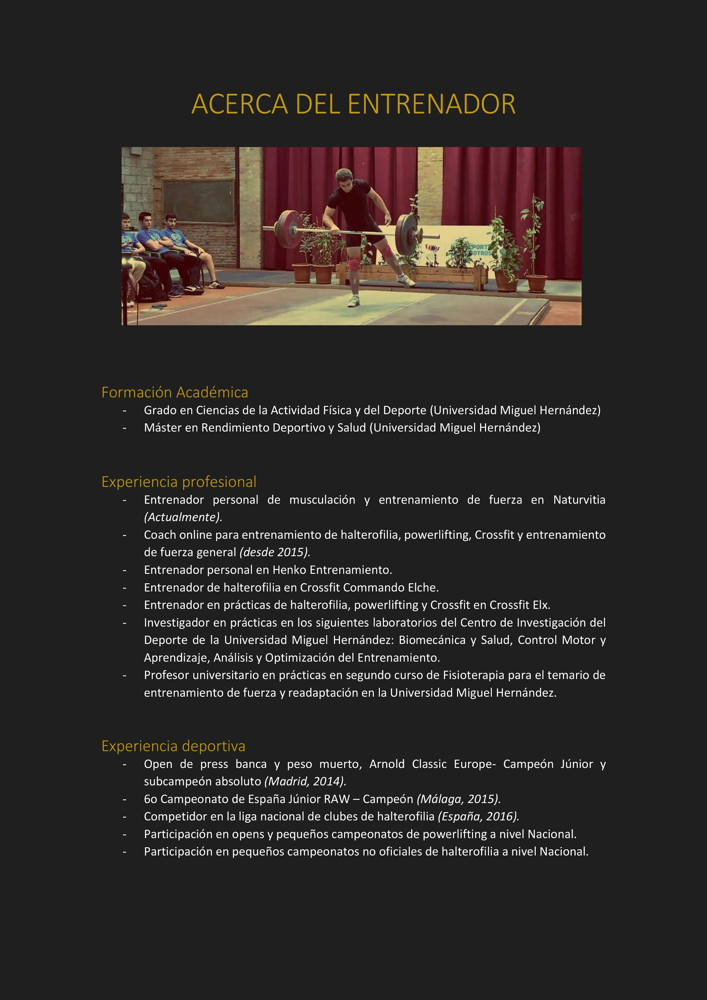 ACERCA DEL ENTRENADOR
Formación Académica
- Grado en Ciencias de la Actividad Física y del Deporte (Universidad Miguel Hernández)
- Máster en Rendimiento Deportivo y Salud (Universidad Miguel Hernández)
Experiencia profesional
- Entrenador personal de musculación y entrenamiento de fuerza en Naturvitia
(Actualmente).
- Coach online para entrenamiento de halterofilia, powerlifting, Crossfit y entrenamiento
de fuerza general (desde 2015).
- Entrenador personal en Henko Entrenamiento.
- Entrenador de halterofilia en Crossfit Commando Elche.
- Entrenador en prácticas de halterofilia, powerlifting y Crossfit en Crossfit Elx.
- Investigador en prácticas en los siguientes laboratorios del Centro de Investigación del
Deporte de la Universidad Miguel Hernández: Biomecánica y Salud, Control Motor y
Aprendizaje, Análisis y Optimización del Entrenamiento.
- Profesor universitario en prácticas en segundo curso de Fisioterapia para el temario de
entrenamiento de fuerza y readaptación en la Universidad Miguel Hernández.
Experiencia deportiva
- Open de press banca y peso muerto, Arnold Classic Europe- Campeón Júnior y
subcampeón absoluto (Madrid, 2014).
- 6o Campeonato de España Júnior RAW – Campeón (Málaga, 2015).
- Competidor en la liga nacional de clubes de halterofilia (España, 2016).
- Participación en opens y pequeños campeonatos de powerlifting a nivel Nacional.
- Participación en pequeños campeonatos no oficiales de halterofilia a nivel Nacional.